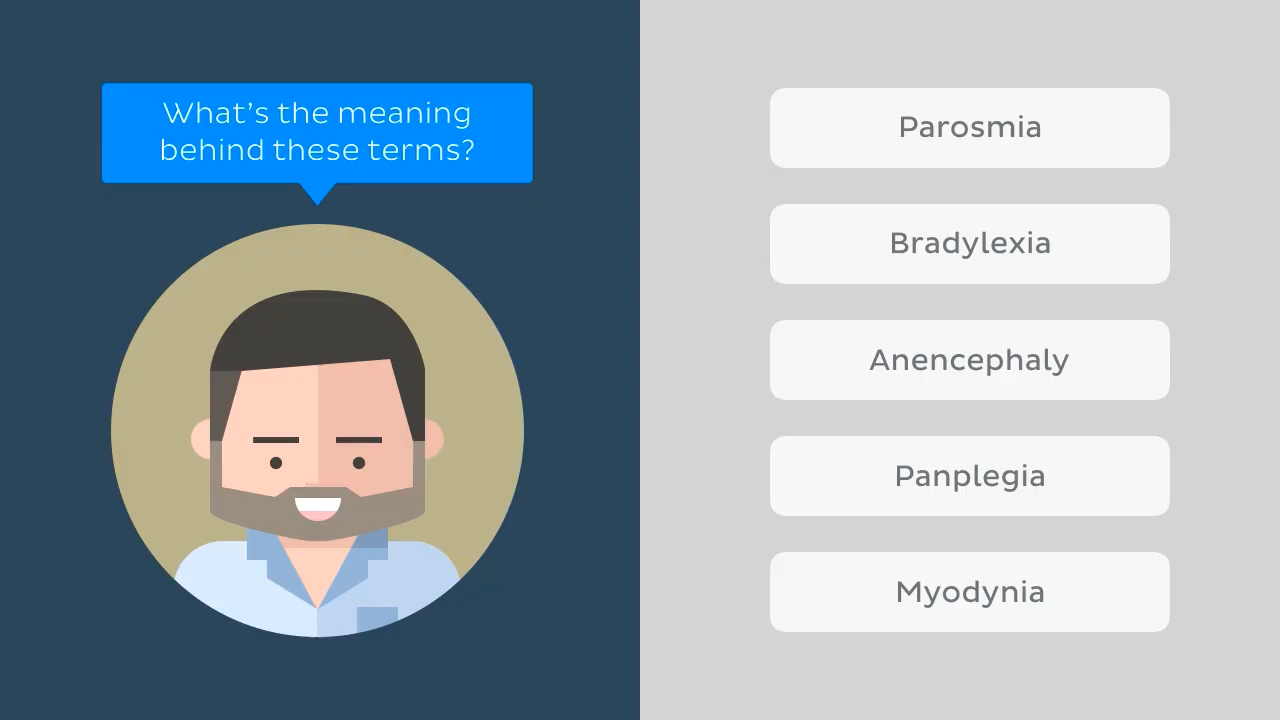 What's the meaning
behind these terms?
Parosmia
Bradylexia
Anencephaly
Panplegia
Myodynia